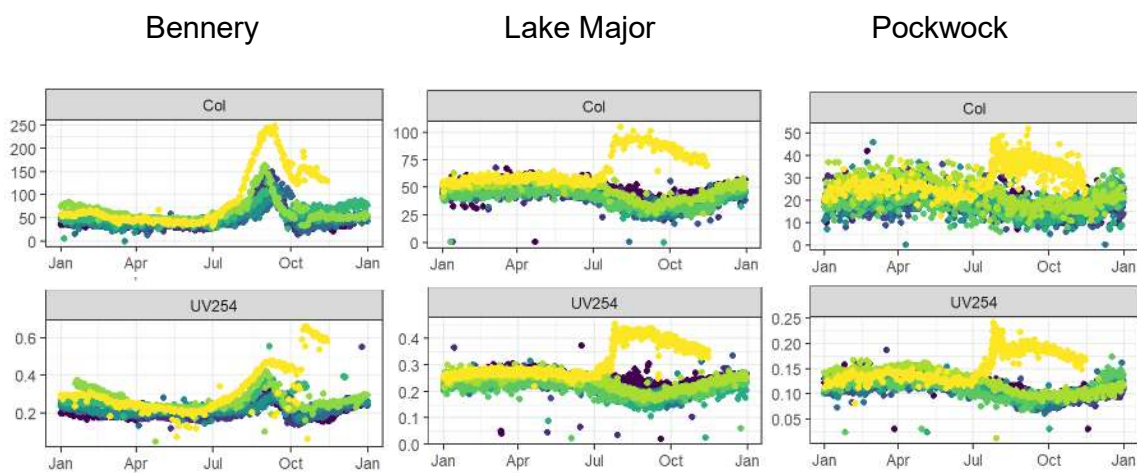 Bennery
Lake Major
Pockwock
Col
250
200
150
100
50
0
Jan Apr Jul Oct Jan
UV254
0.6
0.4
0.2
Jan Apr Jul Oct Jan
Col
100
75
50
25
0
Jan Apr Jul Oct Jan
UV254
0.4
0.3
0.2
0.1
0.0
Jan Apr Jul Oct Jan
Col
50
40
30
20
10
0
Jan Apr Jul Oct Jan
UV254
0.25
0.20
0.15
0.10
0.05
Jan Apr Jul Oct Jan